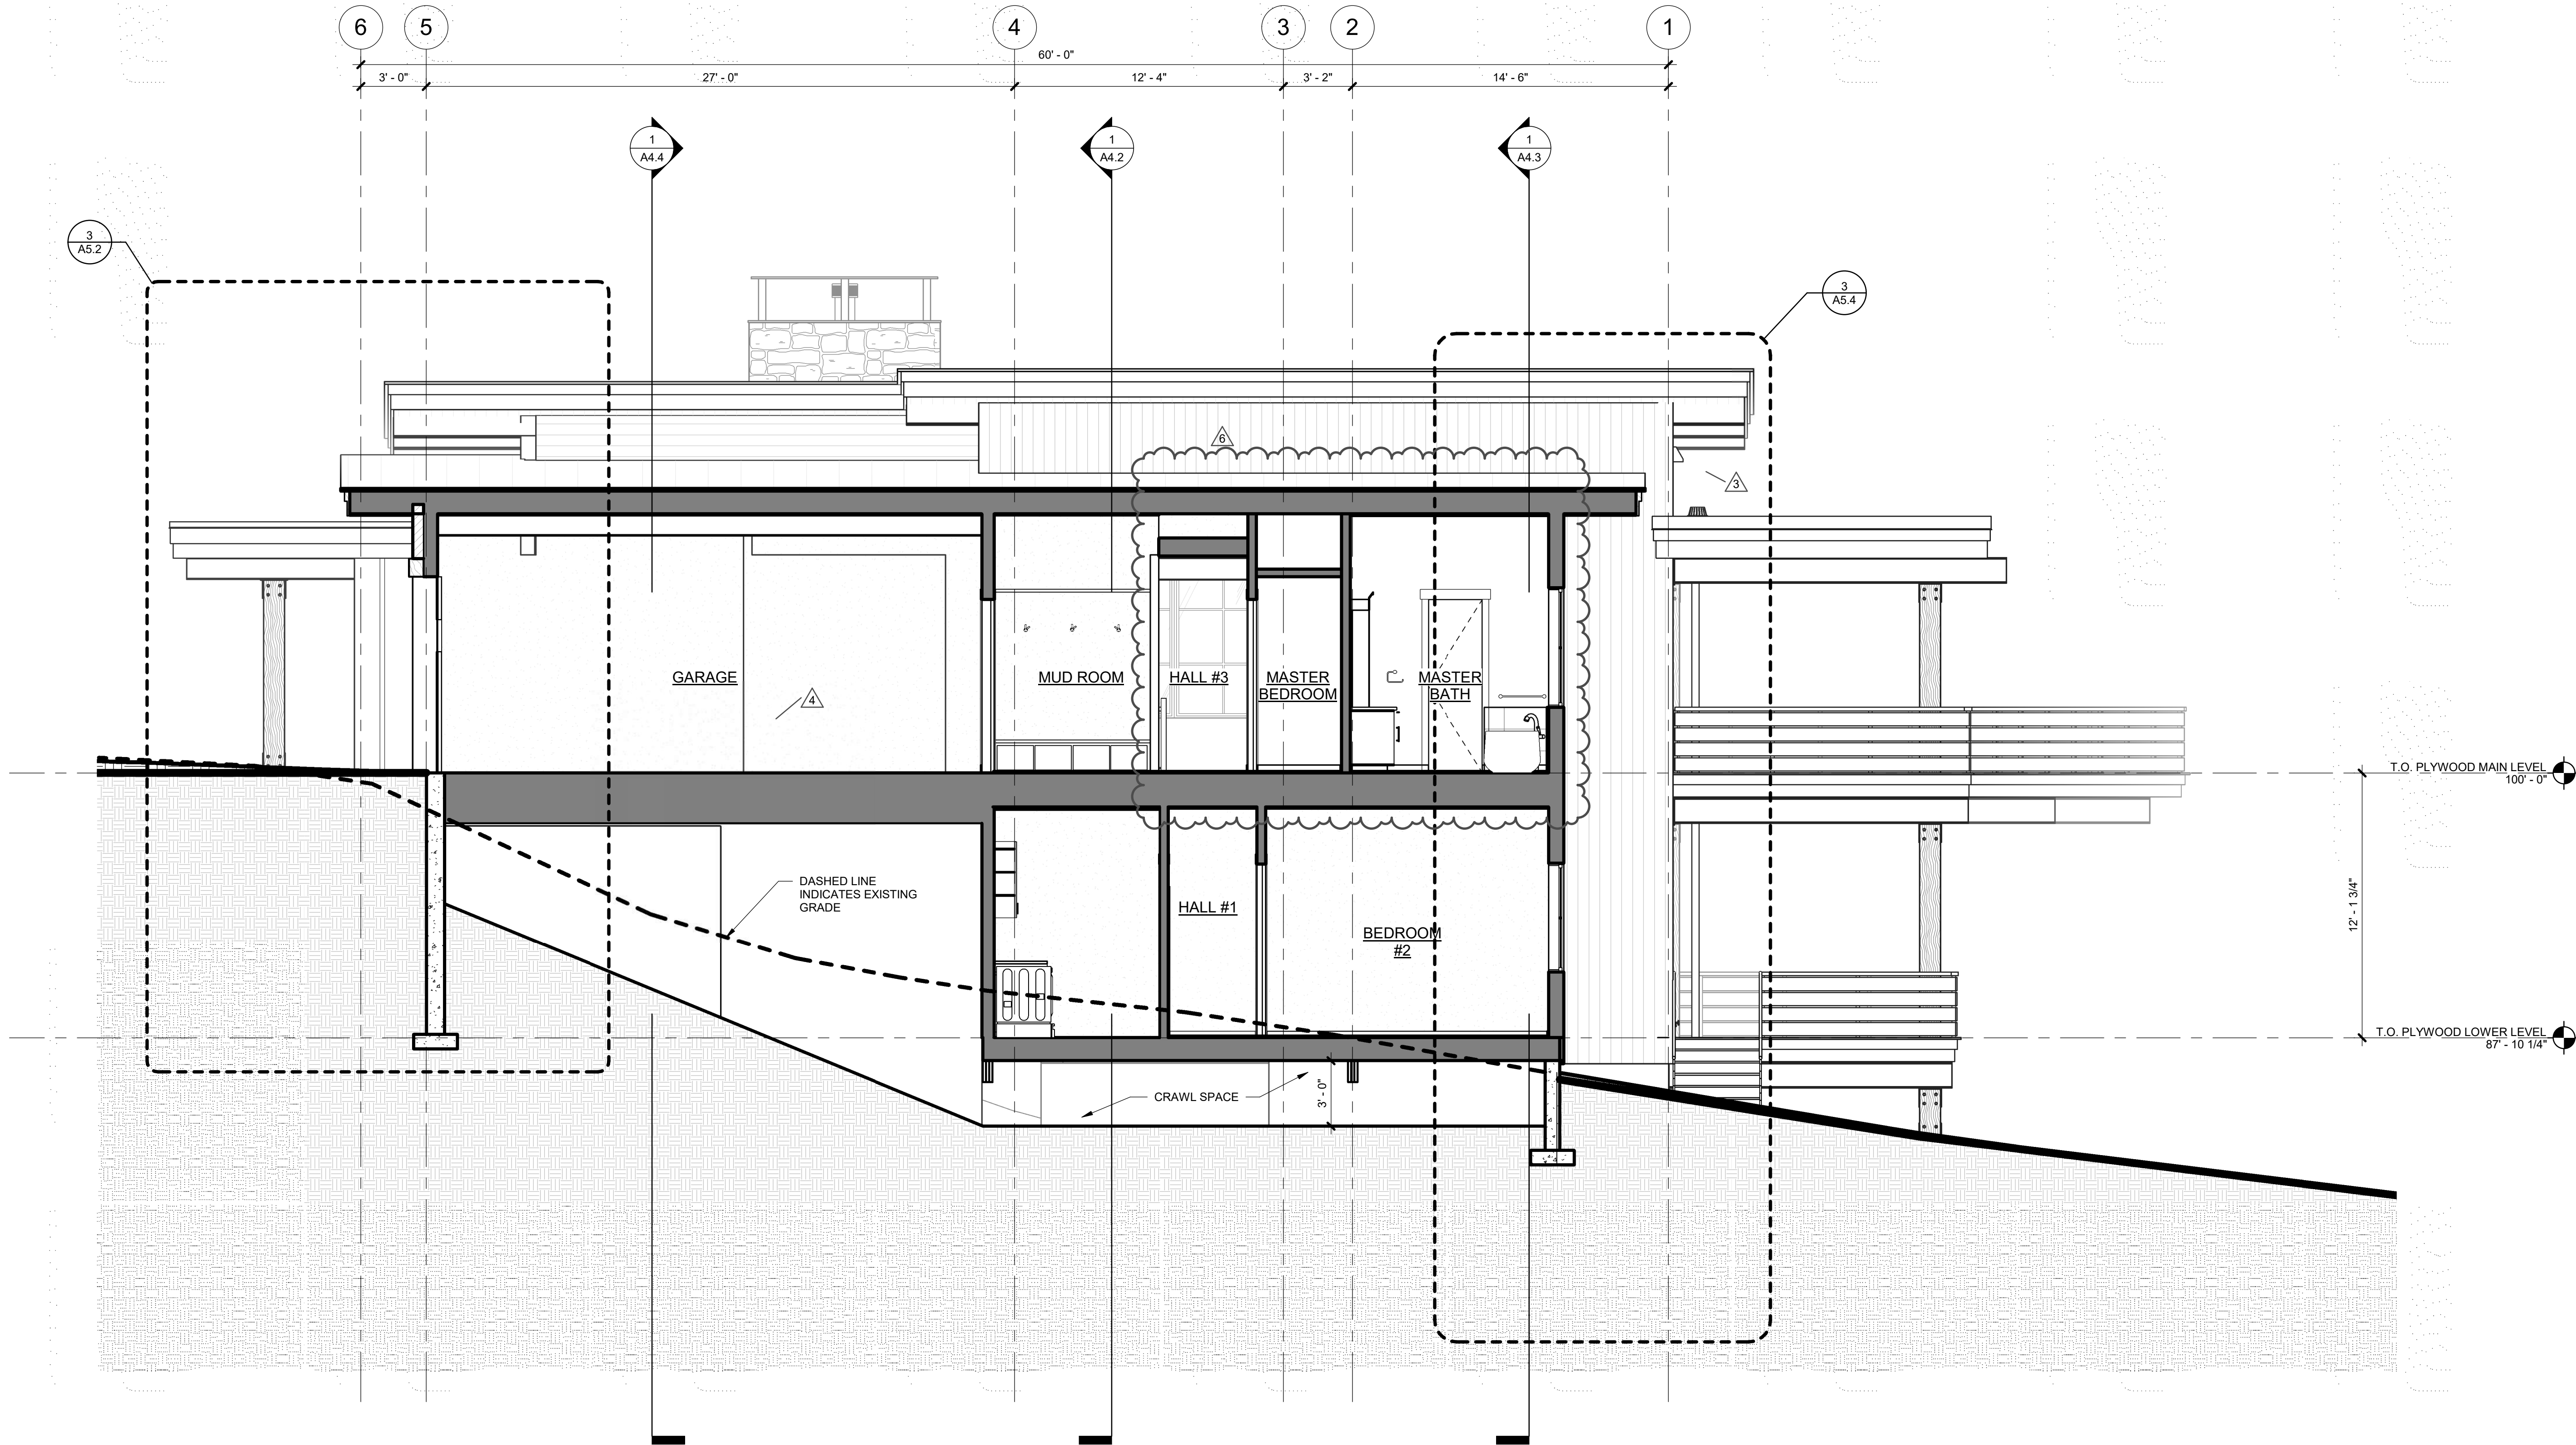 6
5
4
3
2
1
60' - 0"
3' - 0"
27' - 0"
12' - 4"
3' - 2"
14' - 6"
1
A4.4
1
A4.2
1
A4.3
3
A5.2
3
A5.4
6
3
GARAGE
4
MUD ROOM
HALL #3
MASTER
BEDROOM
MASTER
BATH
T.O. PLYWOOD MAIN LEVEL
100' - 0"
DASHED LINE
INDICATES EXISTING
GRADE
HALL #1
BEDROOM
#2
12' - 1 3/4"
T.O. PLYWOOD LOWER LEVEL
87' - 10 1/4"
CRAWL SPACE
3' - 0"